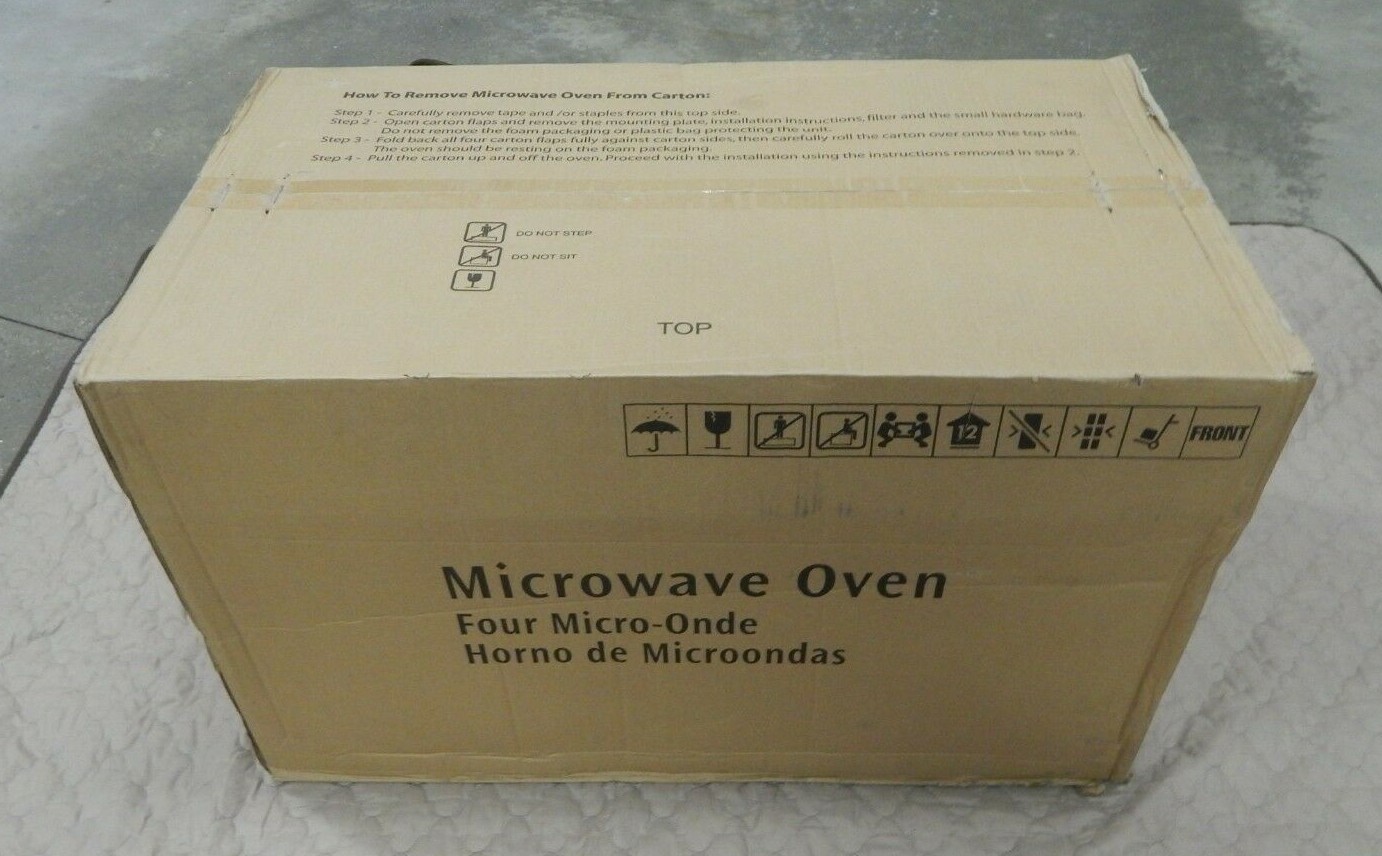 How To Remove Microwave Oven From Carton:
Step 1 - Carefully remove tape and /or staples from this top side.
Step 2 - Open carton flaps and remove the mounting plate, installation instructions, filter and the small hardware bag.
Do not remove the foam packaging or plastic bag protecting the unit.
Step 3 - Fold back all four carton flaps fully against carton sides, then carefully roll the carton over onto the top side.
The oven should be resting on the foam packaging.
Step 4 - Pull the carton up and off the oven. Proceed with the installation using the instructions removed in step 2.
DO NOT STEP
DO NOT SIT
TOP
12 FRONT
Microwave Oven
Four Micro-Onde
Horno de Microondas